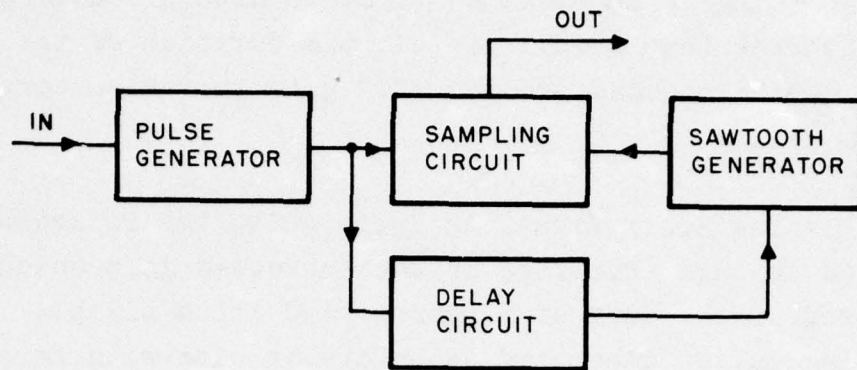 OUT
IN
PULSE
GENERATOR
SAMPLING
CIRCUIT
SAWTOOTH
GENERATOR
DELAY
CIRCUIT